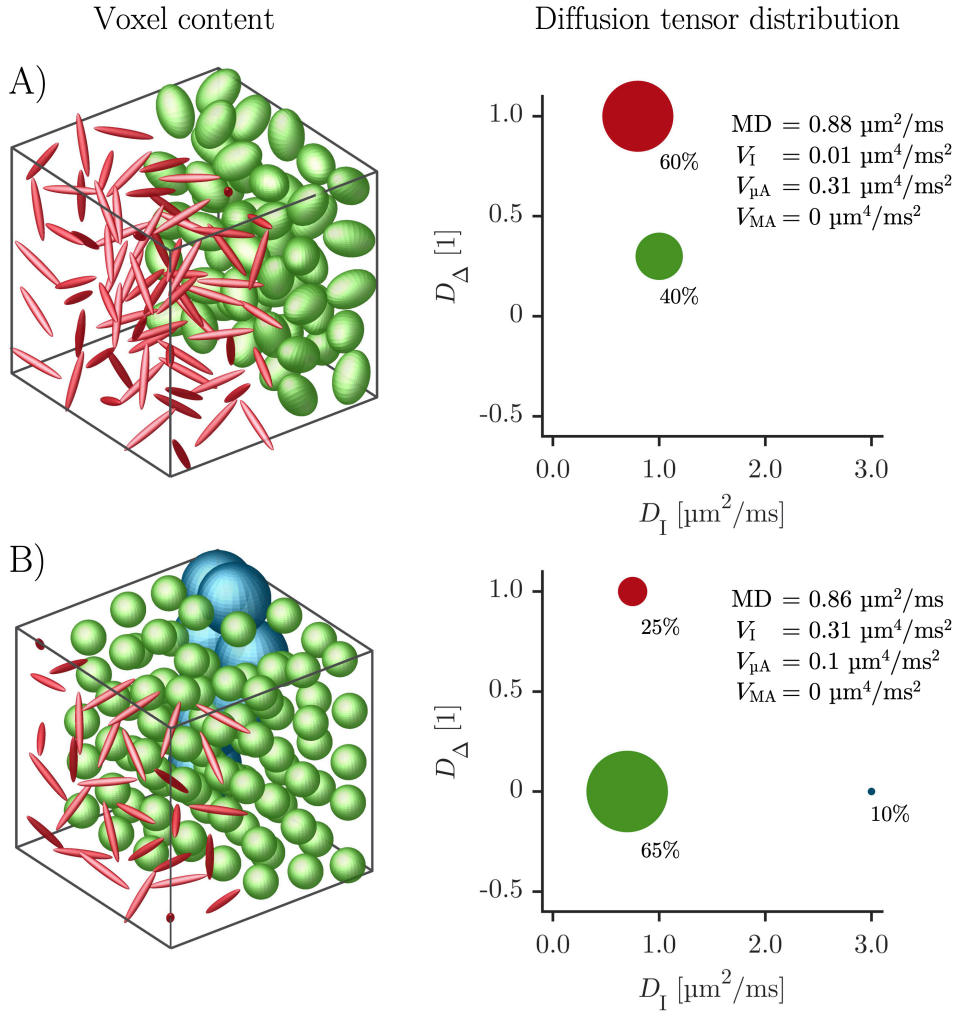 Voxel content
Diffusion tensor distribution
A)
1.0
0.5
0
-0.5
D_Δ [1]
60%
40%
MD = 0.88 µm²/ms
V_I = 0.01 µm⁴/ms²
V_µA = 0.31 µm⁴/ms²
V_MA = 0 µm⁴/ms²
0.0 1.0 2.0 3.0
D_I [µm²/ms]
B)
1.0
0.5
0
-0.5
D_Δ [1]
25%
65%
10%
MD = 0.86 µm²/ms
V_I = 0.31 µm⁴/ms²
V_µA = 0.1 µm⁴/ms²
V_MA = 0 µm⁴/ms²
0.0 1.0 2.0 3.0
D_I [µm²/ms]